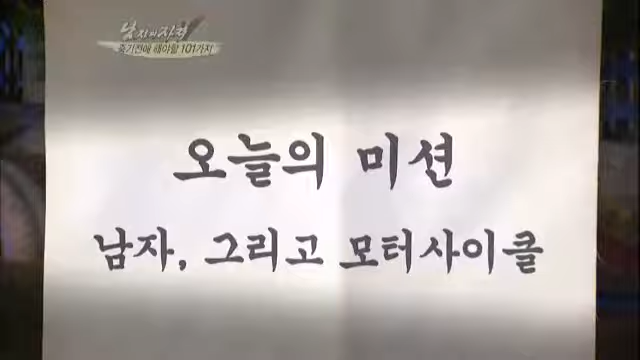 남자의 자격
죽기전에 해야할 101가지
오늘의 미션
남자, 그리고 모터사이클